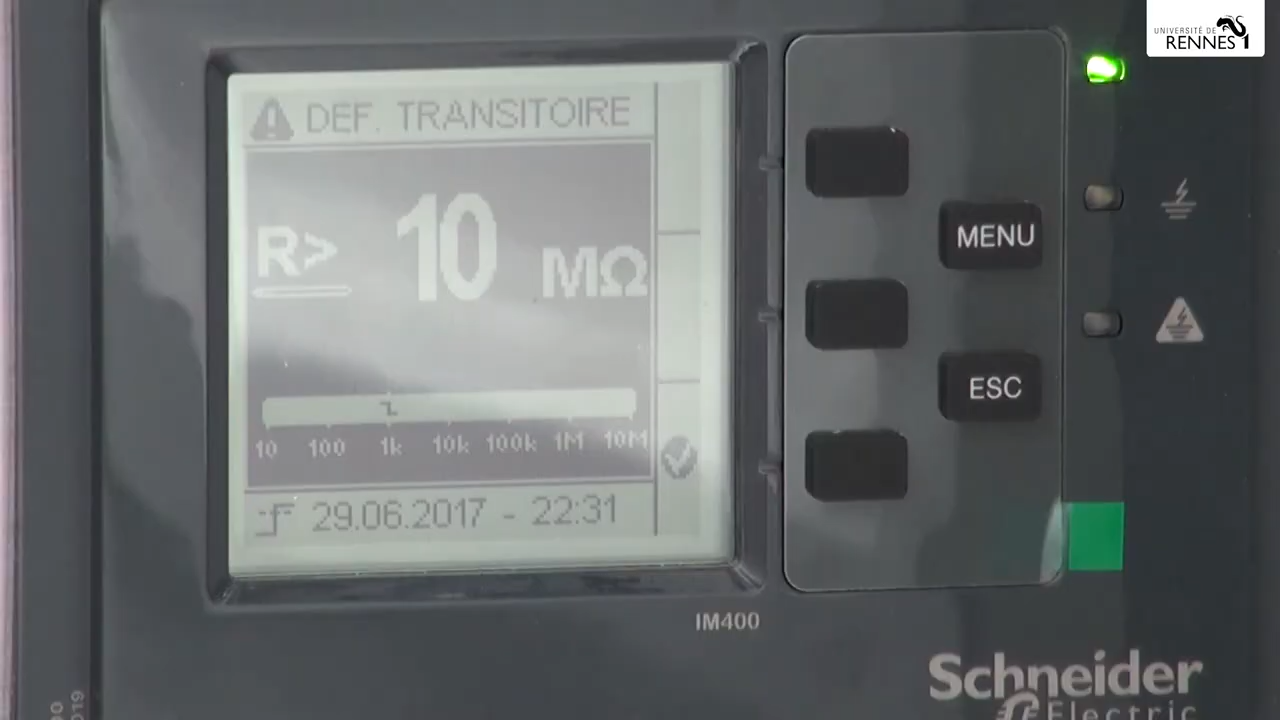 UNIVERSITÉ DE
RENNES 1
DEF. TRANSITOIRE
R> 10 MΩ
10 100 1k 10k 100k 1M 10M
29.06.2017 - 22:31
MENU
ESC
IM400
Schneider
Electric